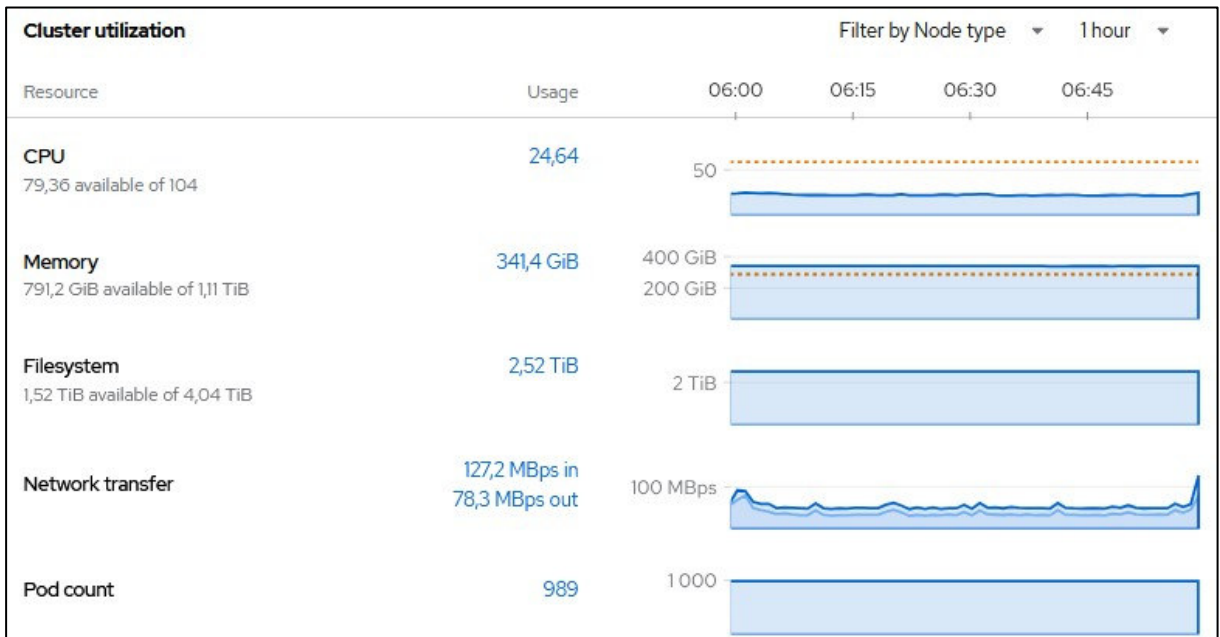 Cluster utilization Filter by Node type 1 hour
Resource Usage 06:00 06:15 06:30 06:45
CPU 24,64
79,36 available of 104
50
Memory 341,4 GiB
791,2 GiB available of 1,11 TiB
400 GiB
200 GiB
Filesystem 2,52 TiB
1,52 TiB available of 4,04 TiB
2 TiB
Network transfer 127,2 MBps in
78,3 MBps out
100 MBps
Pod count 989
1 000